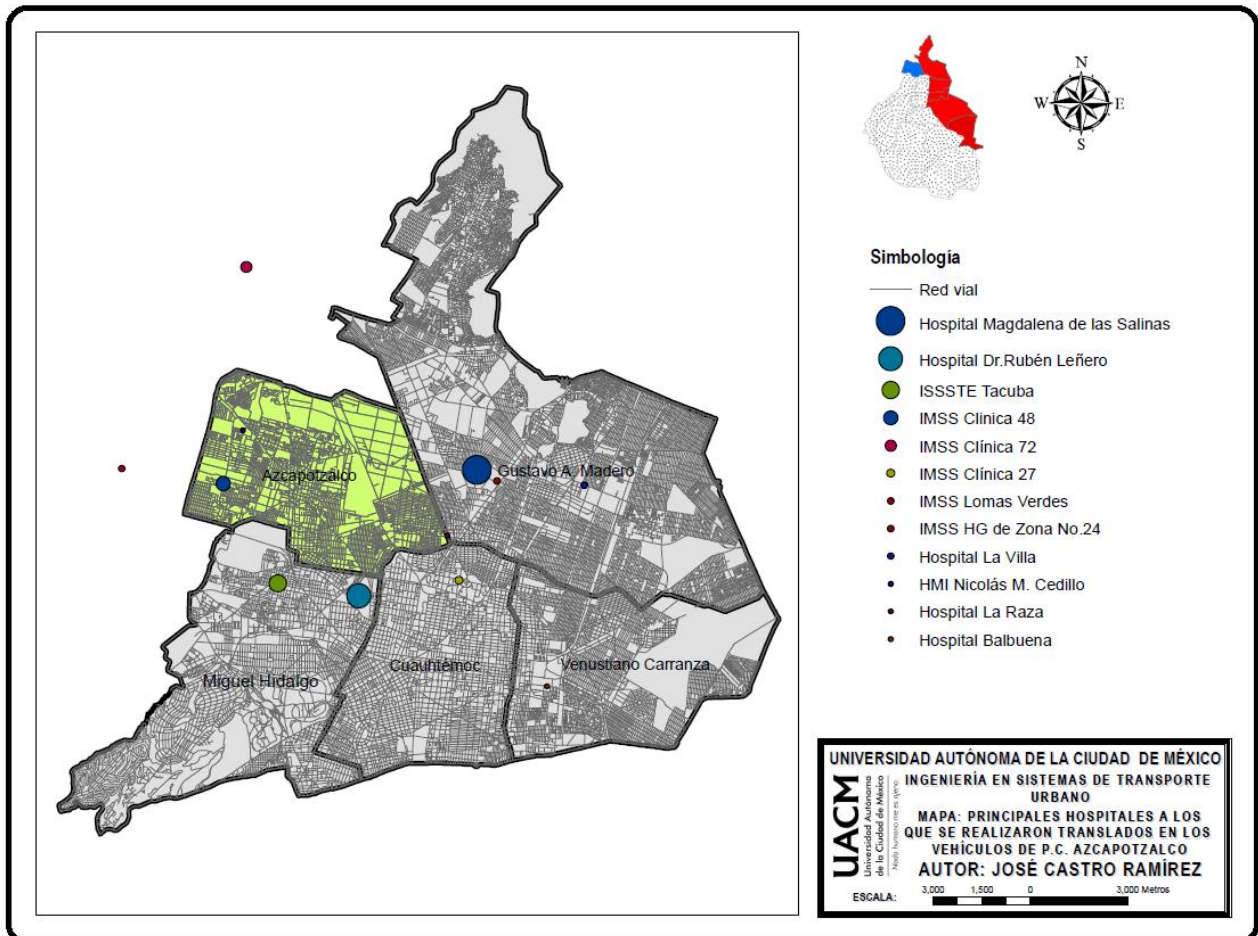 N
W
E
S
Simbología
Red vial
Hospital Magdalena de las Salinas
Hospital Dr.Rubén Leñero
ISSSTE Tacuba
IMSS Clinica 48
IMSS Clínica 72
IMSS Clínica 27
IMSS Lomas Verdes
IMSS HG de Zona No.24
Hospital La Villa
HMI Nicolás M. Cedillo
Hospital La Raza
Hospital Balbuena
Azcapotzalco
Gustavo A. Madero
Cuauhtémoc
Venustiano Carranza
Miguel Hidalgo
UNIVERSIDAD AUTÓNOMA DE LA CIUDAD DE MÉXICO
UACM
Universidad Autónoma
de la Ciudad de México
Nada humano me es ajeno
INGENIERÍA EN SISTEMAS DE TRANSPORTE
URBANO
MAPA: PRINCIPALES HOSPITALES A LOS
QUE SE REALIZARON TRANSLADOS EN LOS
VEHÍCULOS DE P.C. AZCAPOTZALCO
AUTOR: JOSÉ CASTRO RAMÍREZ
ESCALA:
3,000 1,500 0 3,000 Metros